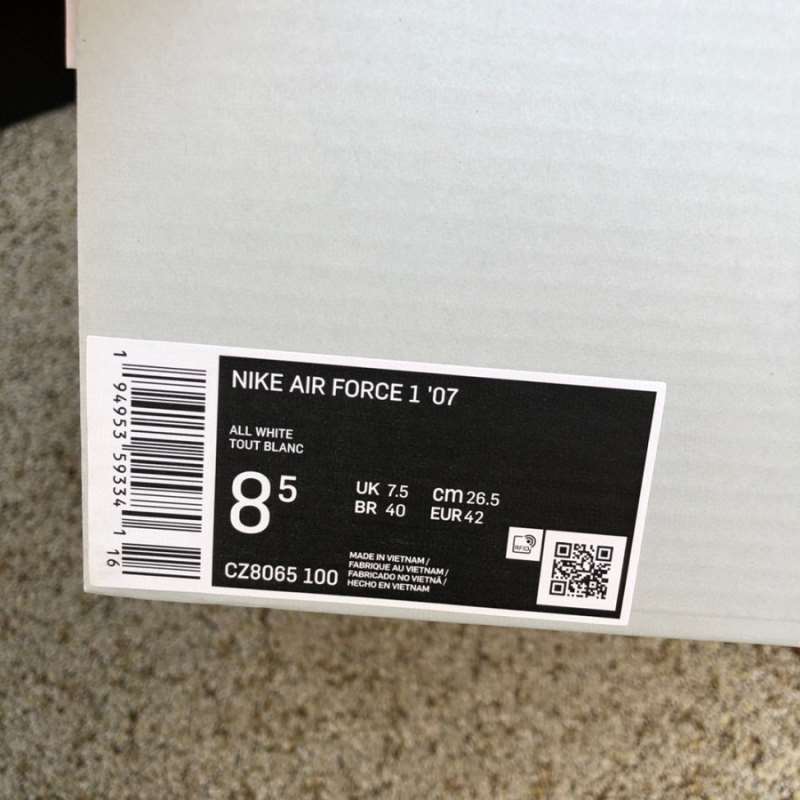 1 94953 59334 1 16
NIKE AIR FORCE 1 '07
ALL WHITE
TOUT BLANC
8 5
UK 7.5 cm 26.5
BR 40 EUR 42
RFID
CZ8065 100
MADE IN VIETNAM /
FABRIQUE AU VIETNAM /
FABRICADO NO VIETNÃ /
HECHO EN VIETNAM